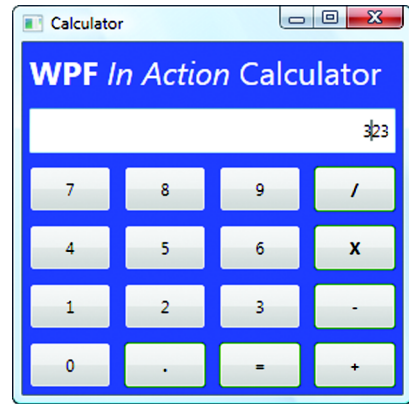 Calculator
WPF In Action Calculator
323
7 8 9 /
4 5 6 X
1 2 3 -
0 . = +